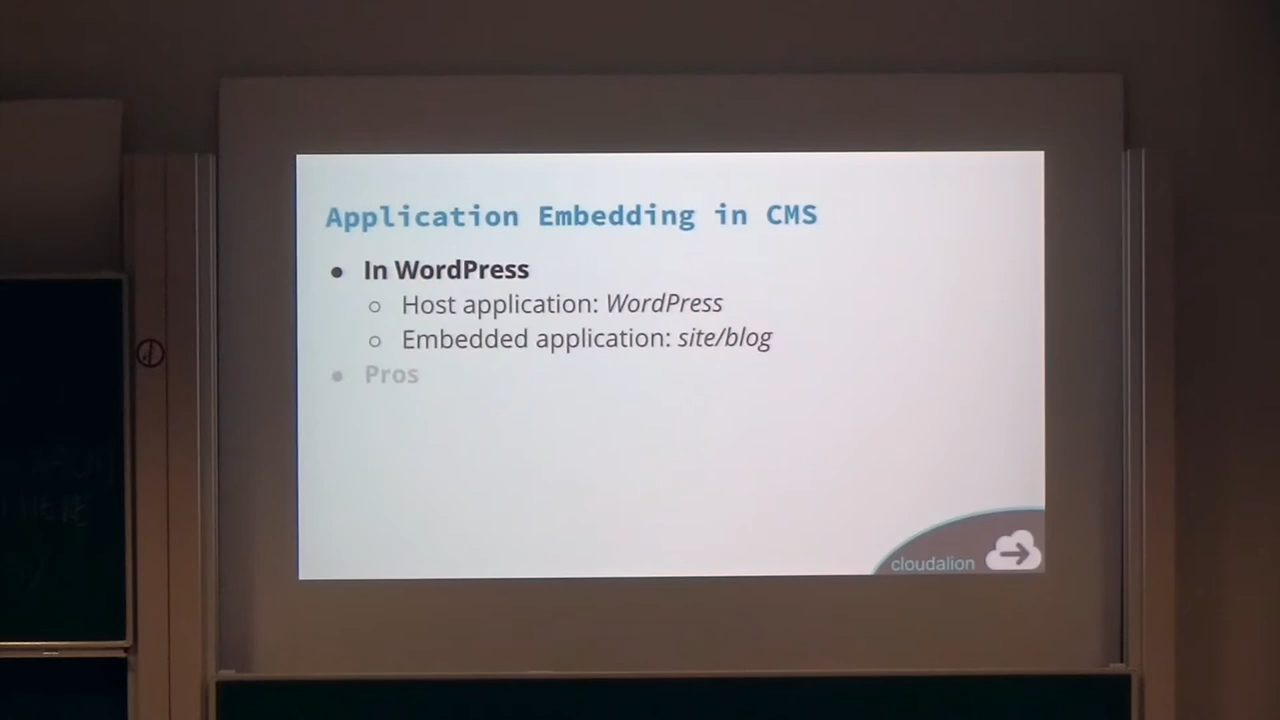 Application Embedding in CMS
● In WordPress
○ Host application: WordPress
○ Embedded application: site/blog
● Pros
cloudalion